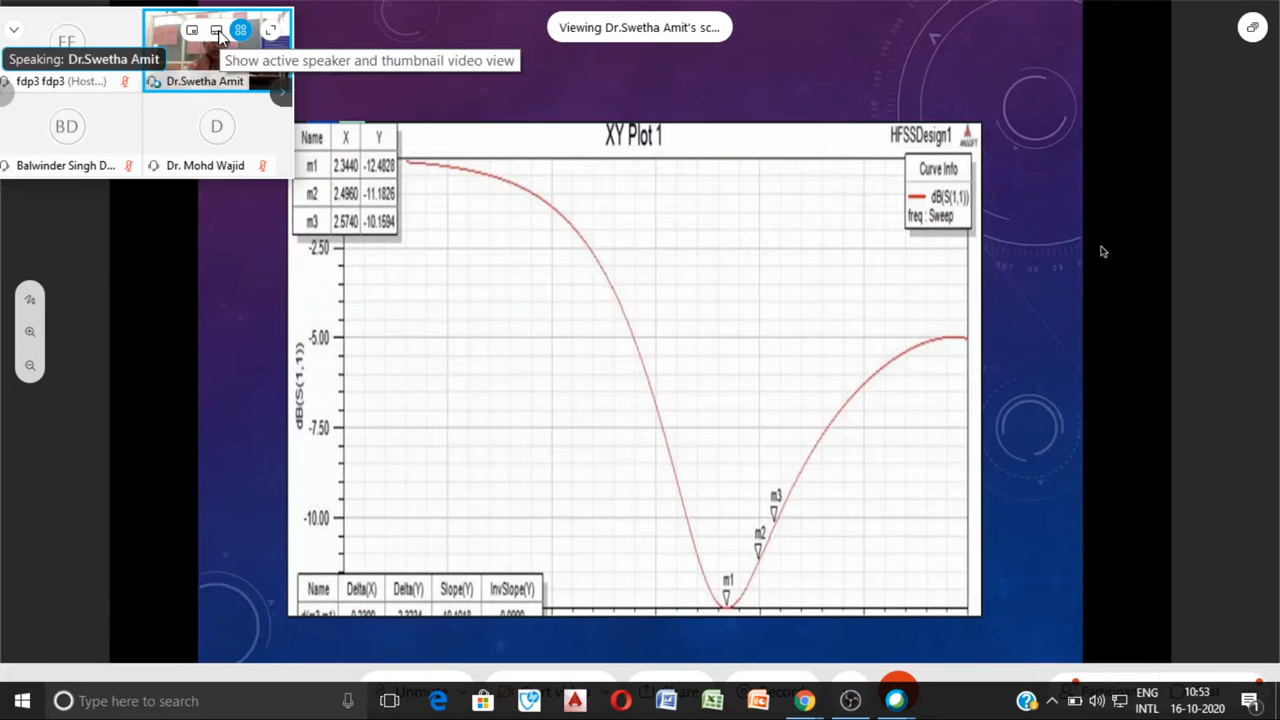 Viewing Dr.Swetha Amit's sc...
Speaking: Dr.Swetha Amit
Show active speaker and thumbnail video view
fdp3 fdp3 (Host...)
Dr.Swetha Amit
BD
D
Balwinder Singh D...
Dr. Mohd Wajid
XY Plot 1
HFSSDesign1
ANSOFT
Name X Y
m1 2.3440 -12.4828
m2 2.4960 -11.1826
m3 2.5740 -10.1594
Curve Info
dB(S(1,1))
freq : Sweep
-2.50
-5.00
-7.50
-10.00
dB(S(1,1))
m3
m2
m1
Name Delta(X) Delta(Y) Slope(Y) InvSlope(Y)
Type here to search
ENG
INTL
10:53
16-10-2020